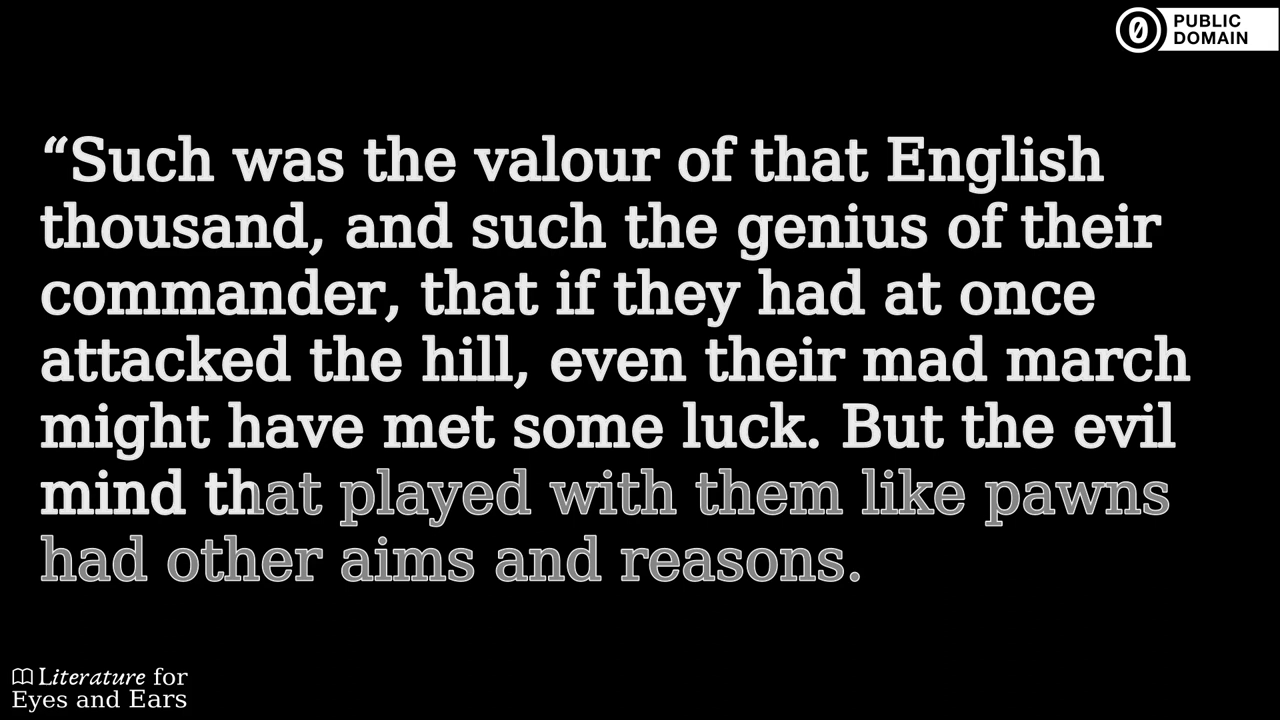 PUBLIC
DOMAIN
“Such was the valour of that English
thousand, and such the genius of their
commander, that if they had at once
attacked the hill, even their mad march
might have met some luck. But the evil
mind that played with them like pawns
had other aims and reasons.
Literature for
Eyes and Ears